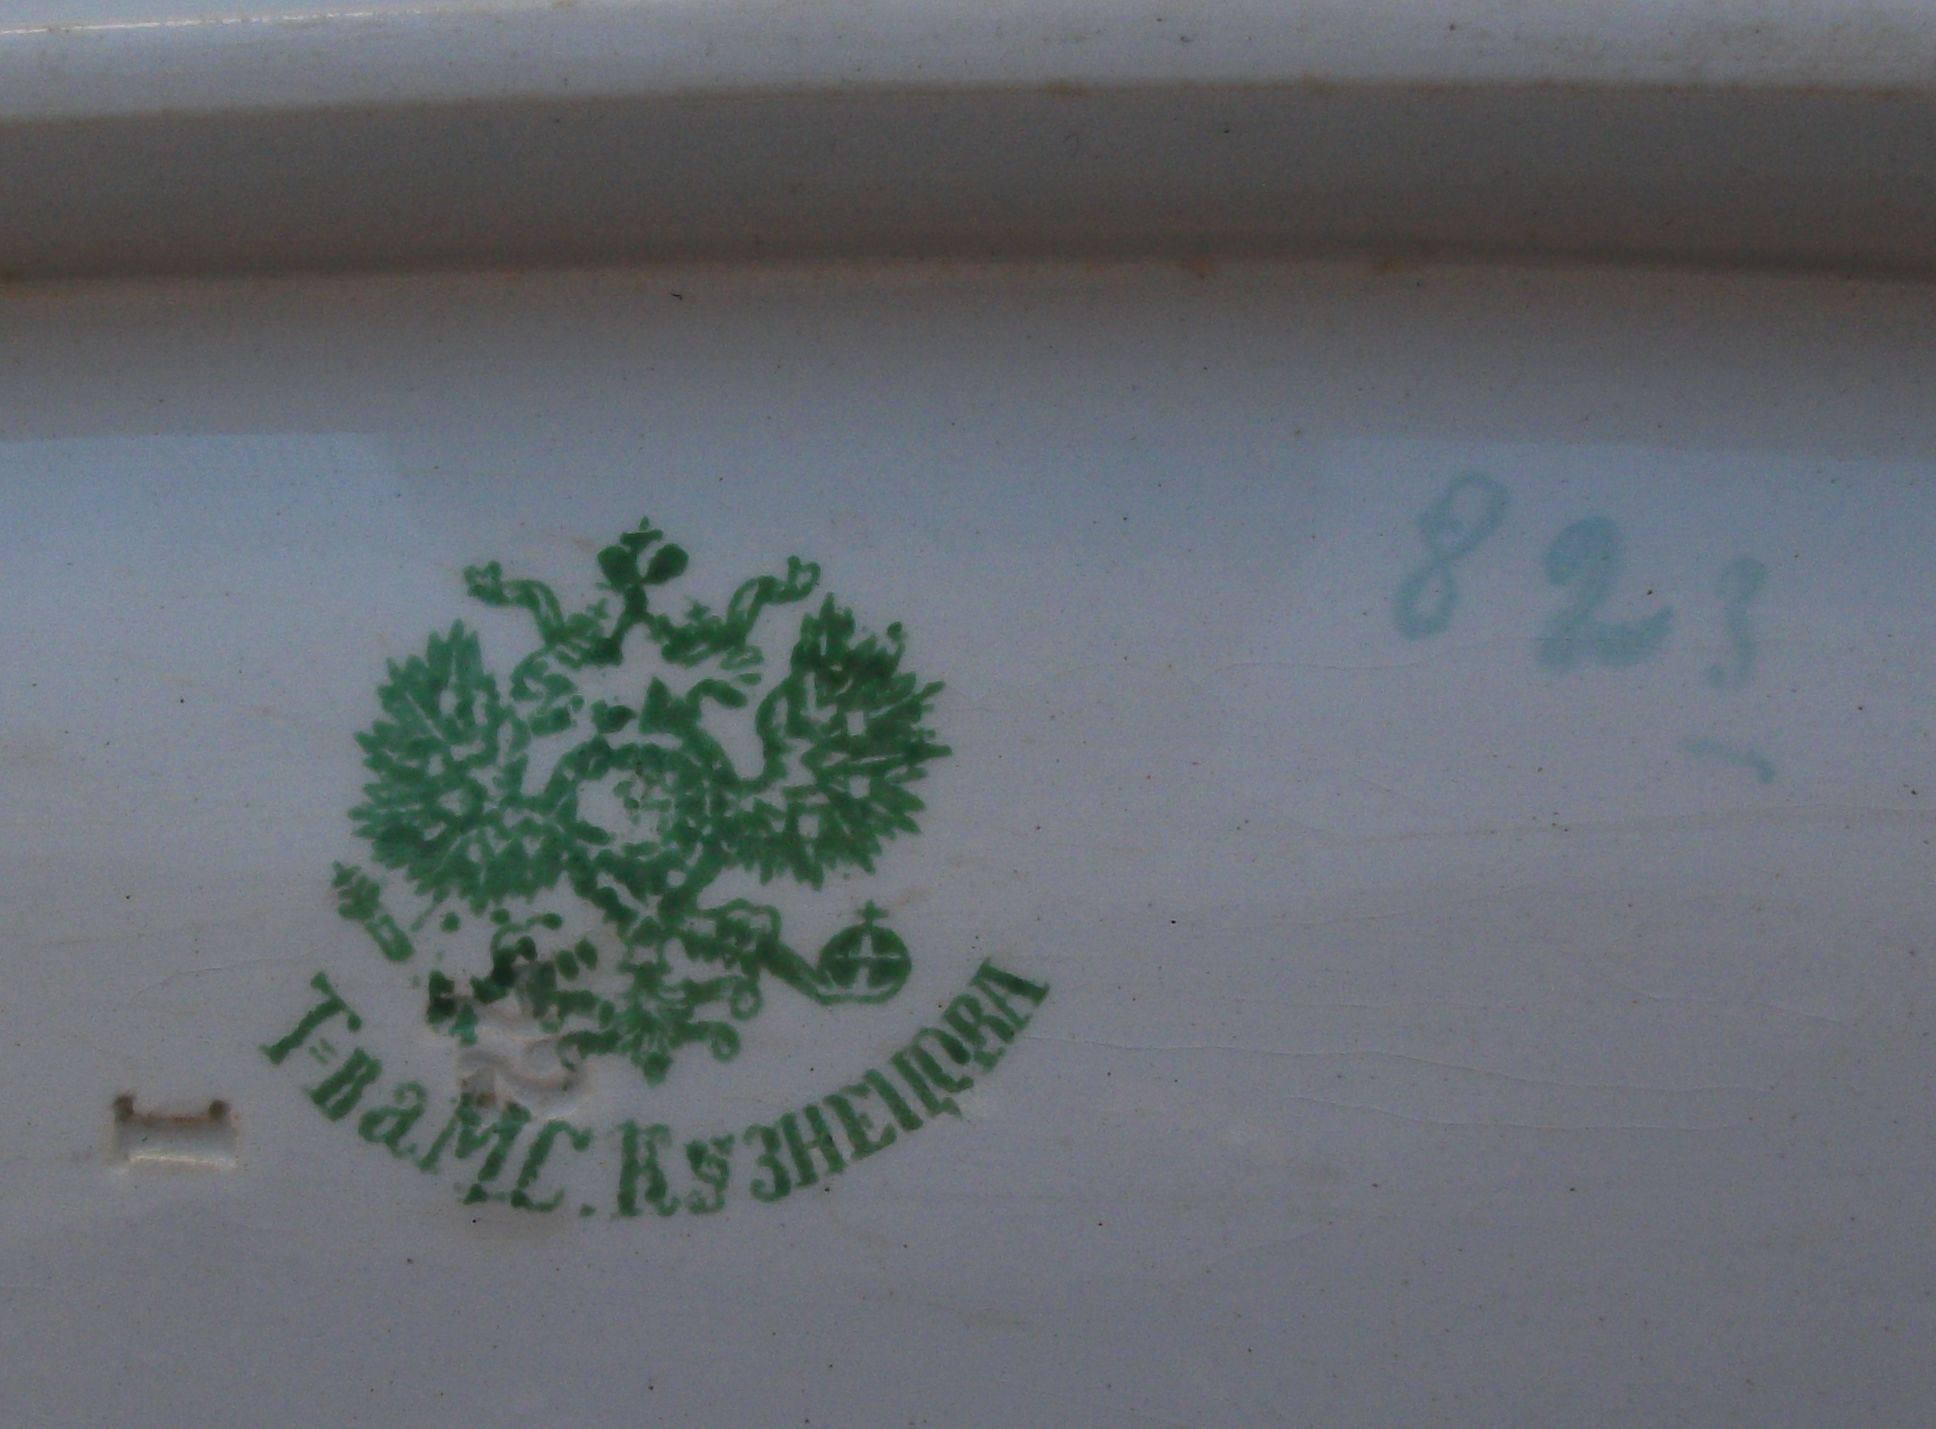 Т=ва М С. Кузнецова
823